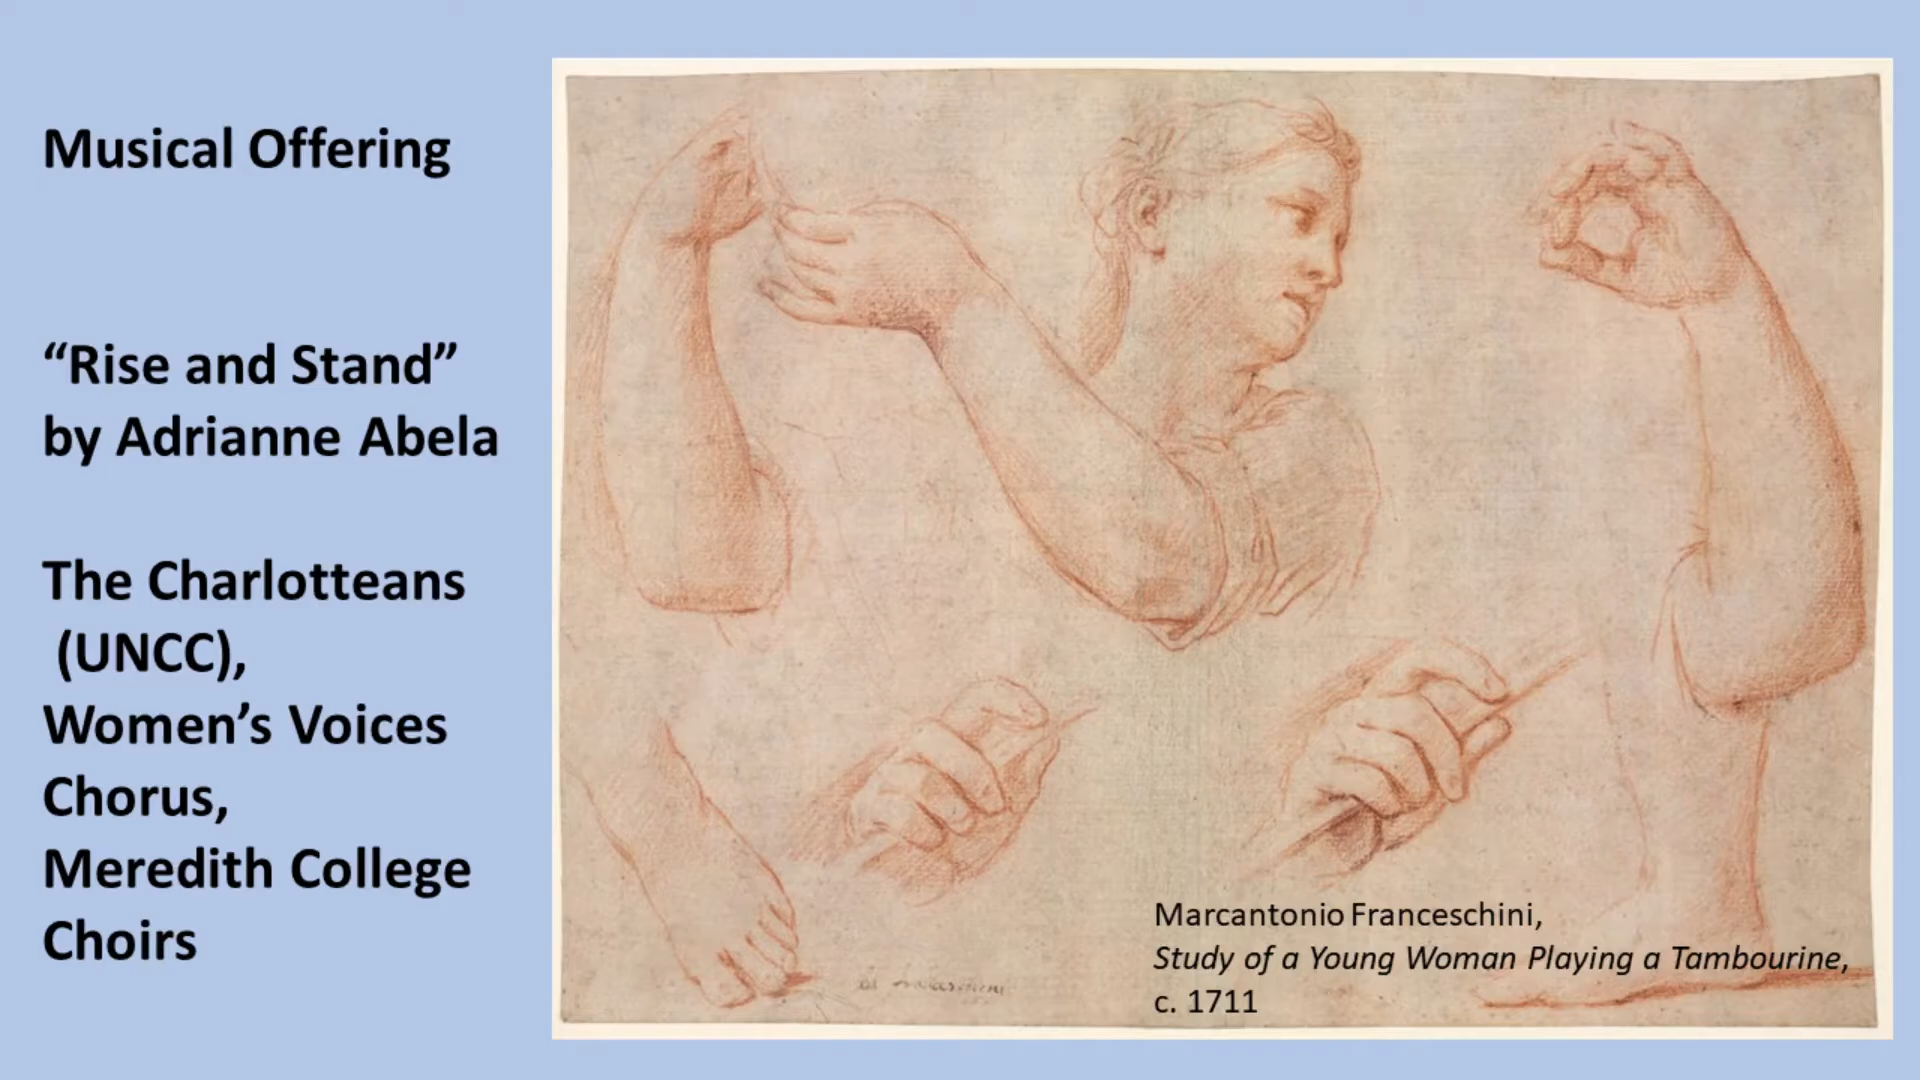 Musical Offering
“Rise and Stand”
by Adrianne Abela
The Charlotteans
(UNCC),
Women’s Voices
Chorus,
Meredith College
Choirs
Marcantonio Franceschini,
Study of a Young Woman Playing a Tambourine,
c. 1711